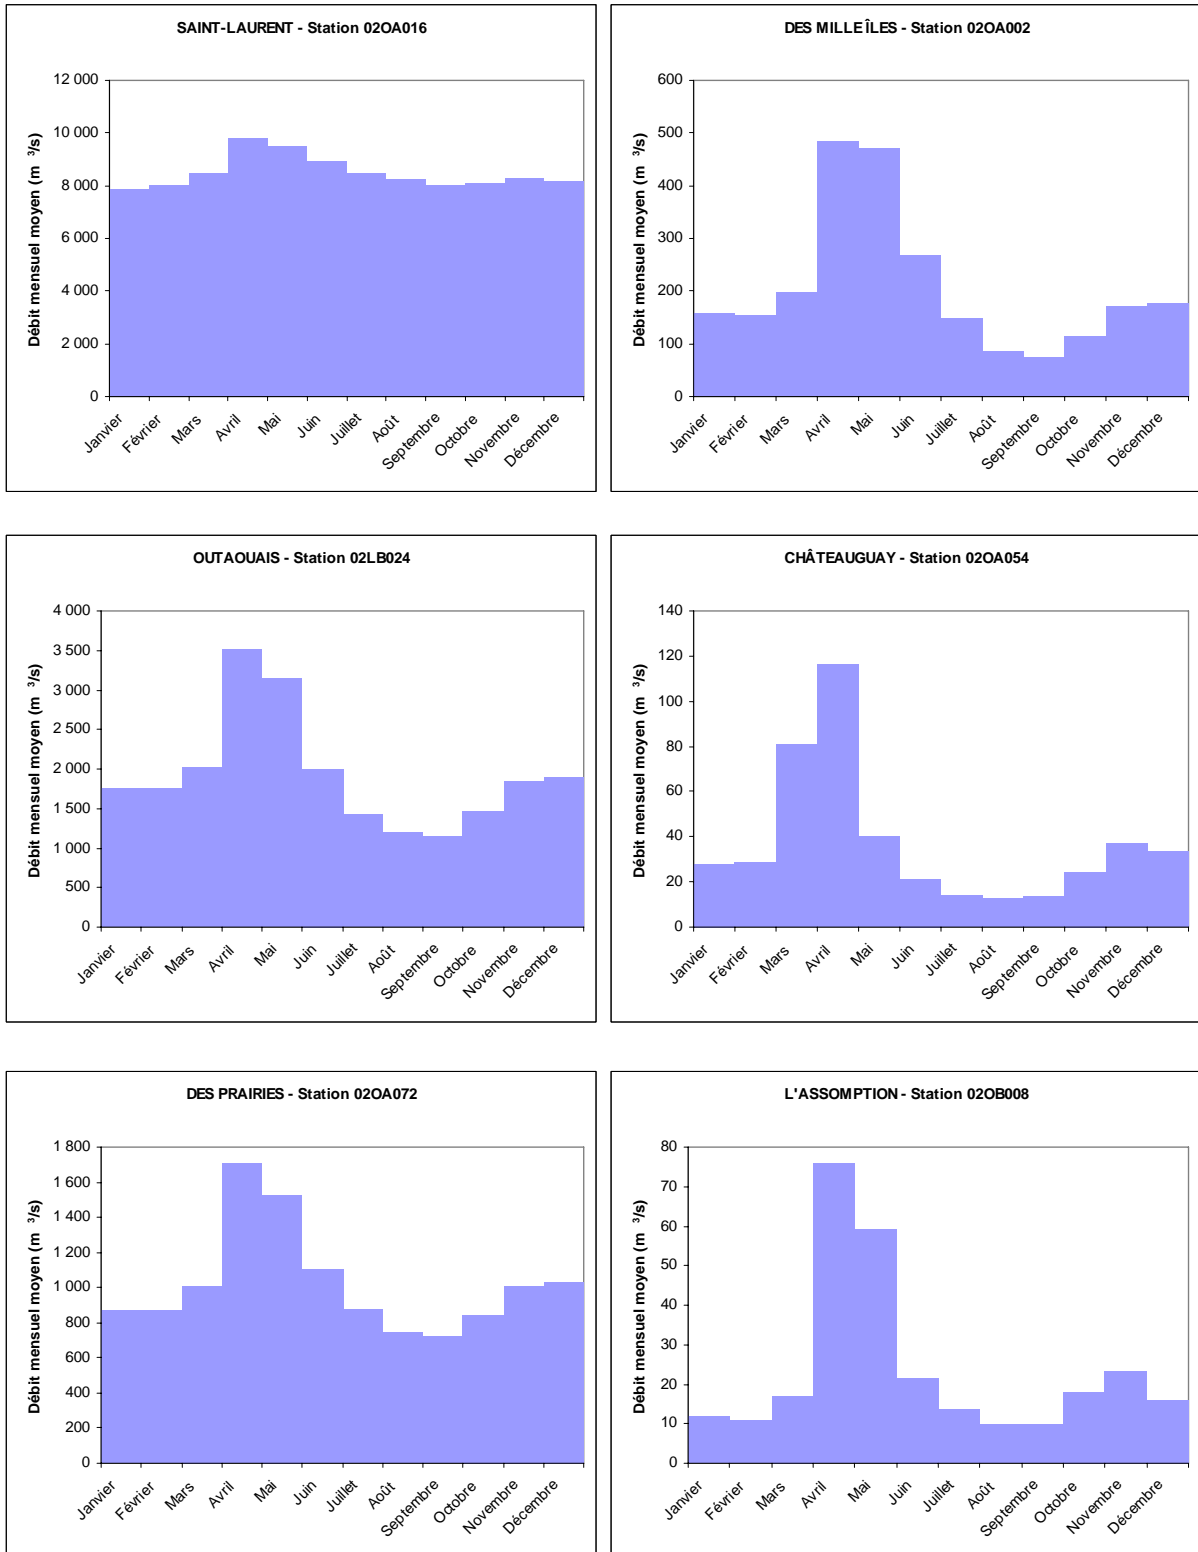 SAINT-LAURENT - Station 02OA016
Débit mensuel moyen (m ³/s)
12 000
10 000
8 000
6 000
4 000
2 000
0
Janvier
Février
Mars
Avril
Mai
Juin
Juillet
Août
Septembre
Octobre
Novembre
Décembre
DES MILLE ÎLES - Station 02OA002
Débit mensuel moyen (m ³/s)
600
500
400
300
200
100
0
Janvier
Février
Mars
Avril
Mai
Juin
Juillet
Août
Septembre
Octobre
Novembre
Décembre
OUTAOUAIS - Station 02LB024
Débit mensuel moyen (m ³/s)
4 000
3 500
3 000
2 500
2 000
1 500
1 000
500
0
Janvier
Février
Mars
Avril
Mai
Juin
Juillet
Août
Septembre
Octobre
Novembre
Décembre
CHÂTEAUGUAY - Station 02OA054
Débit mensuel moyen (m ³/s)
140
120
100
80
60
40
20
0
Janvier
Février
Mars
Avril
Mai
Juin
Juillet
Août
Septembre
Octobre
Novembre
Décembre
DES PRAIRIES - Station 02OA072
Débit mensuel moyen (m ³/s)
1 800
1 600
1 400
1 200
1 000
800
600
400
200
0
Janvier
Février
Mars
Avril
Mai
Juin
Juillet
Août
Septembre
Octobre
Novembre
Décembre
L'ASSOMPTION - Station 02OB008
Débit mensuel moyen (m ³/s)
80
70
60
50
40
30
20
10
0
Janvier
Février
Mars
Avril
Mai
Juin
Juillet
Août
Septembre
Octobre
Novembre
Décembre